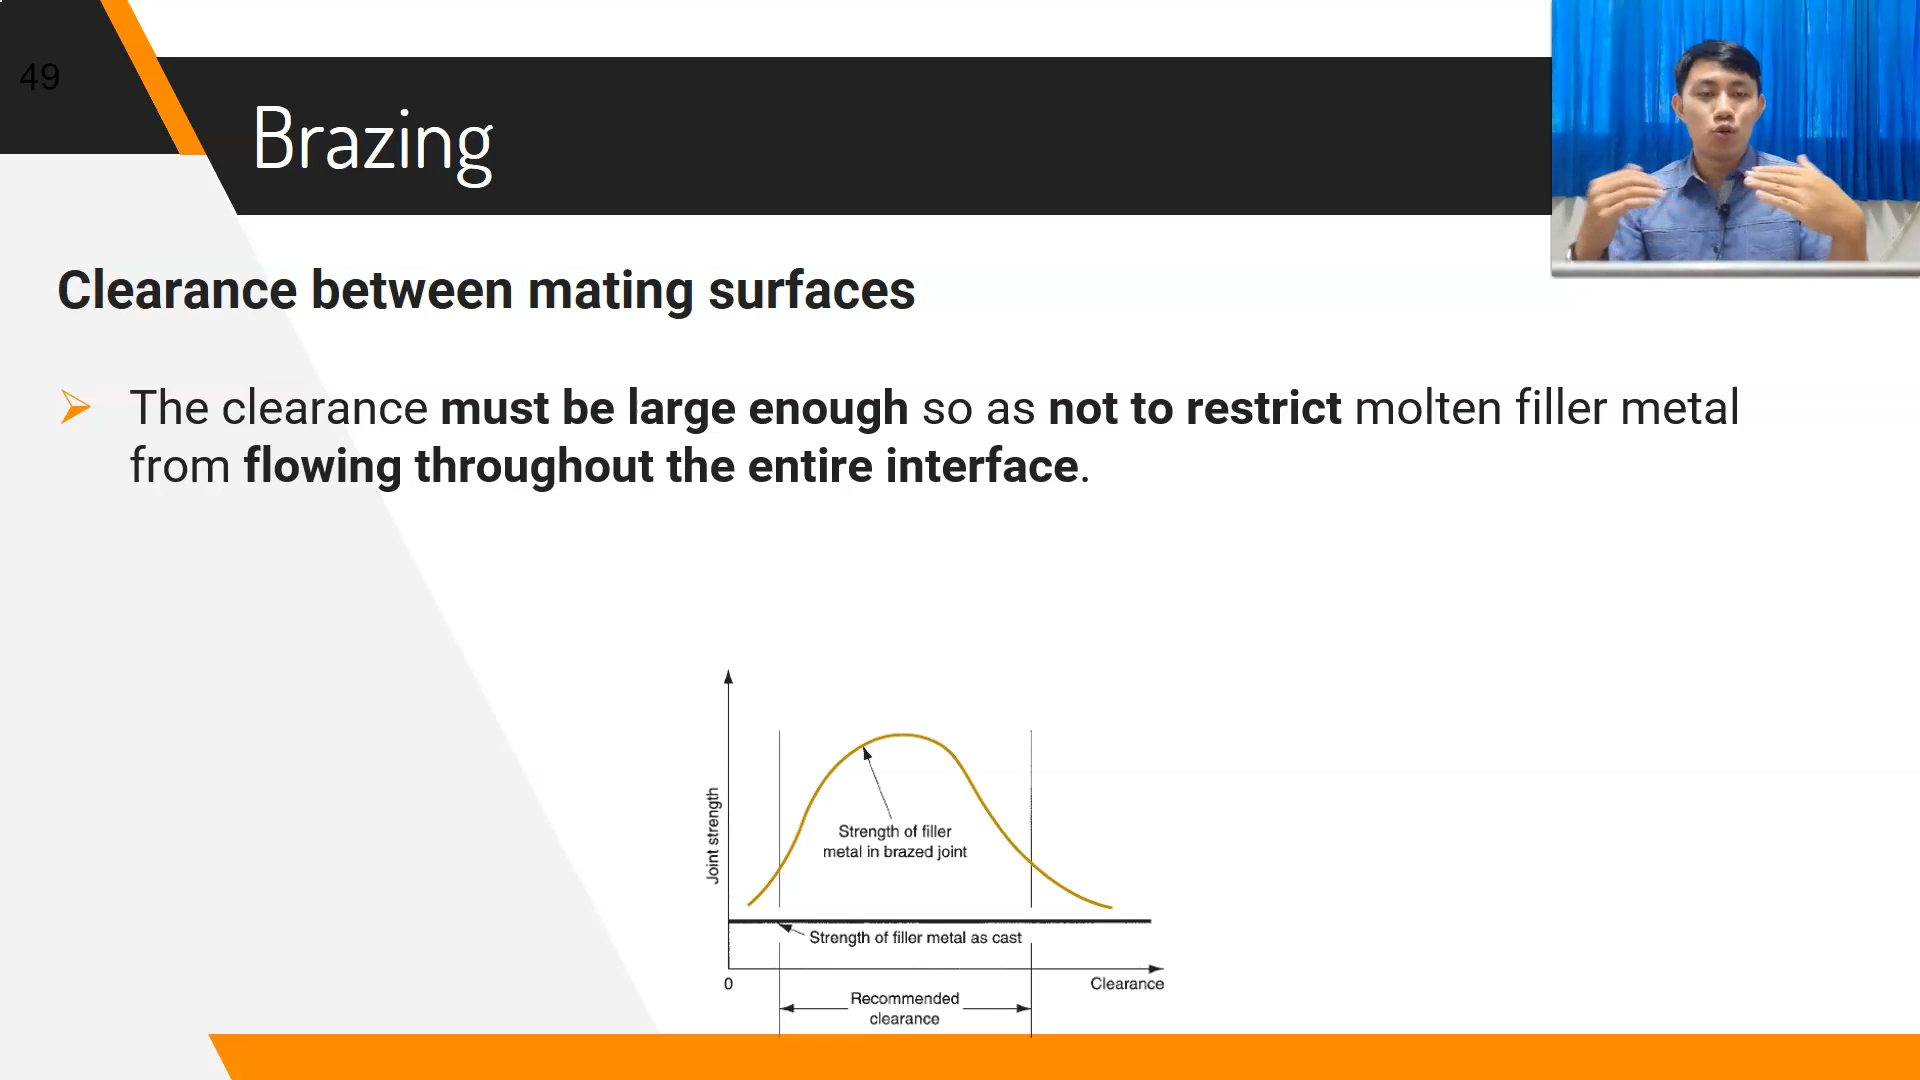 49
Brazing
Clearance between mating surfaces
The clearance must be large enough so as not to restrict molten filler metal
from flowing throughout the entire interface.
Joint strength
Strength of filler
metal in brazed joint
Strength of filler metal as cast
0
Clearance
Recommended
clearance